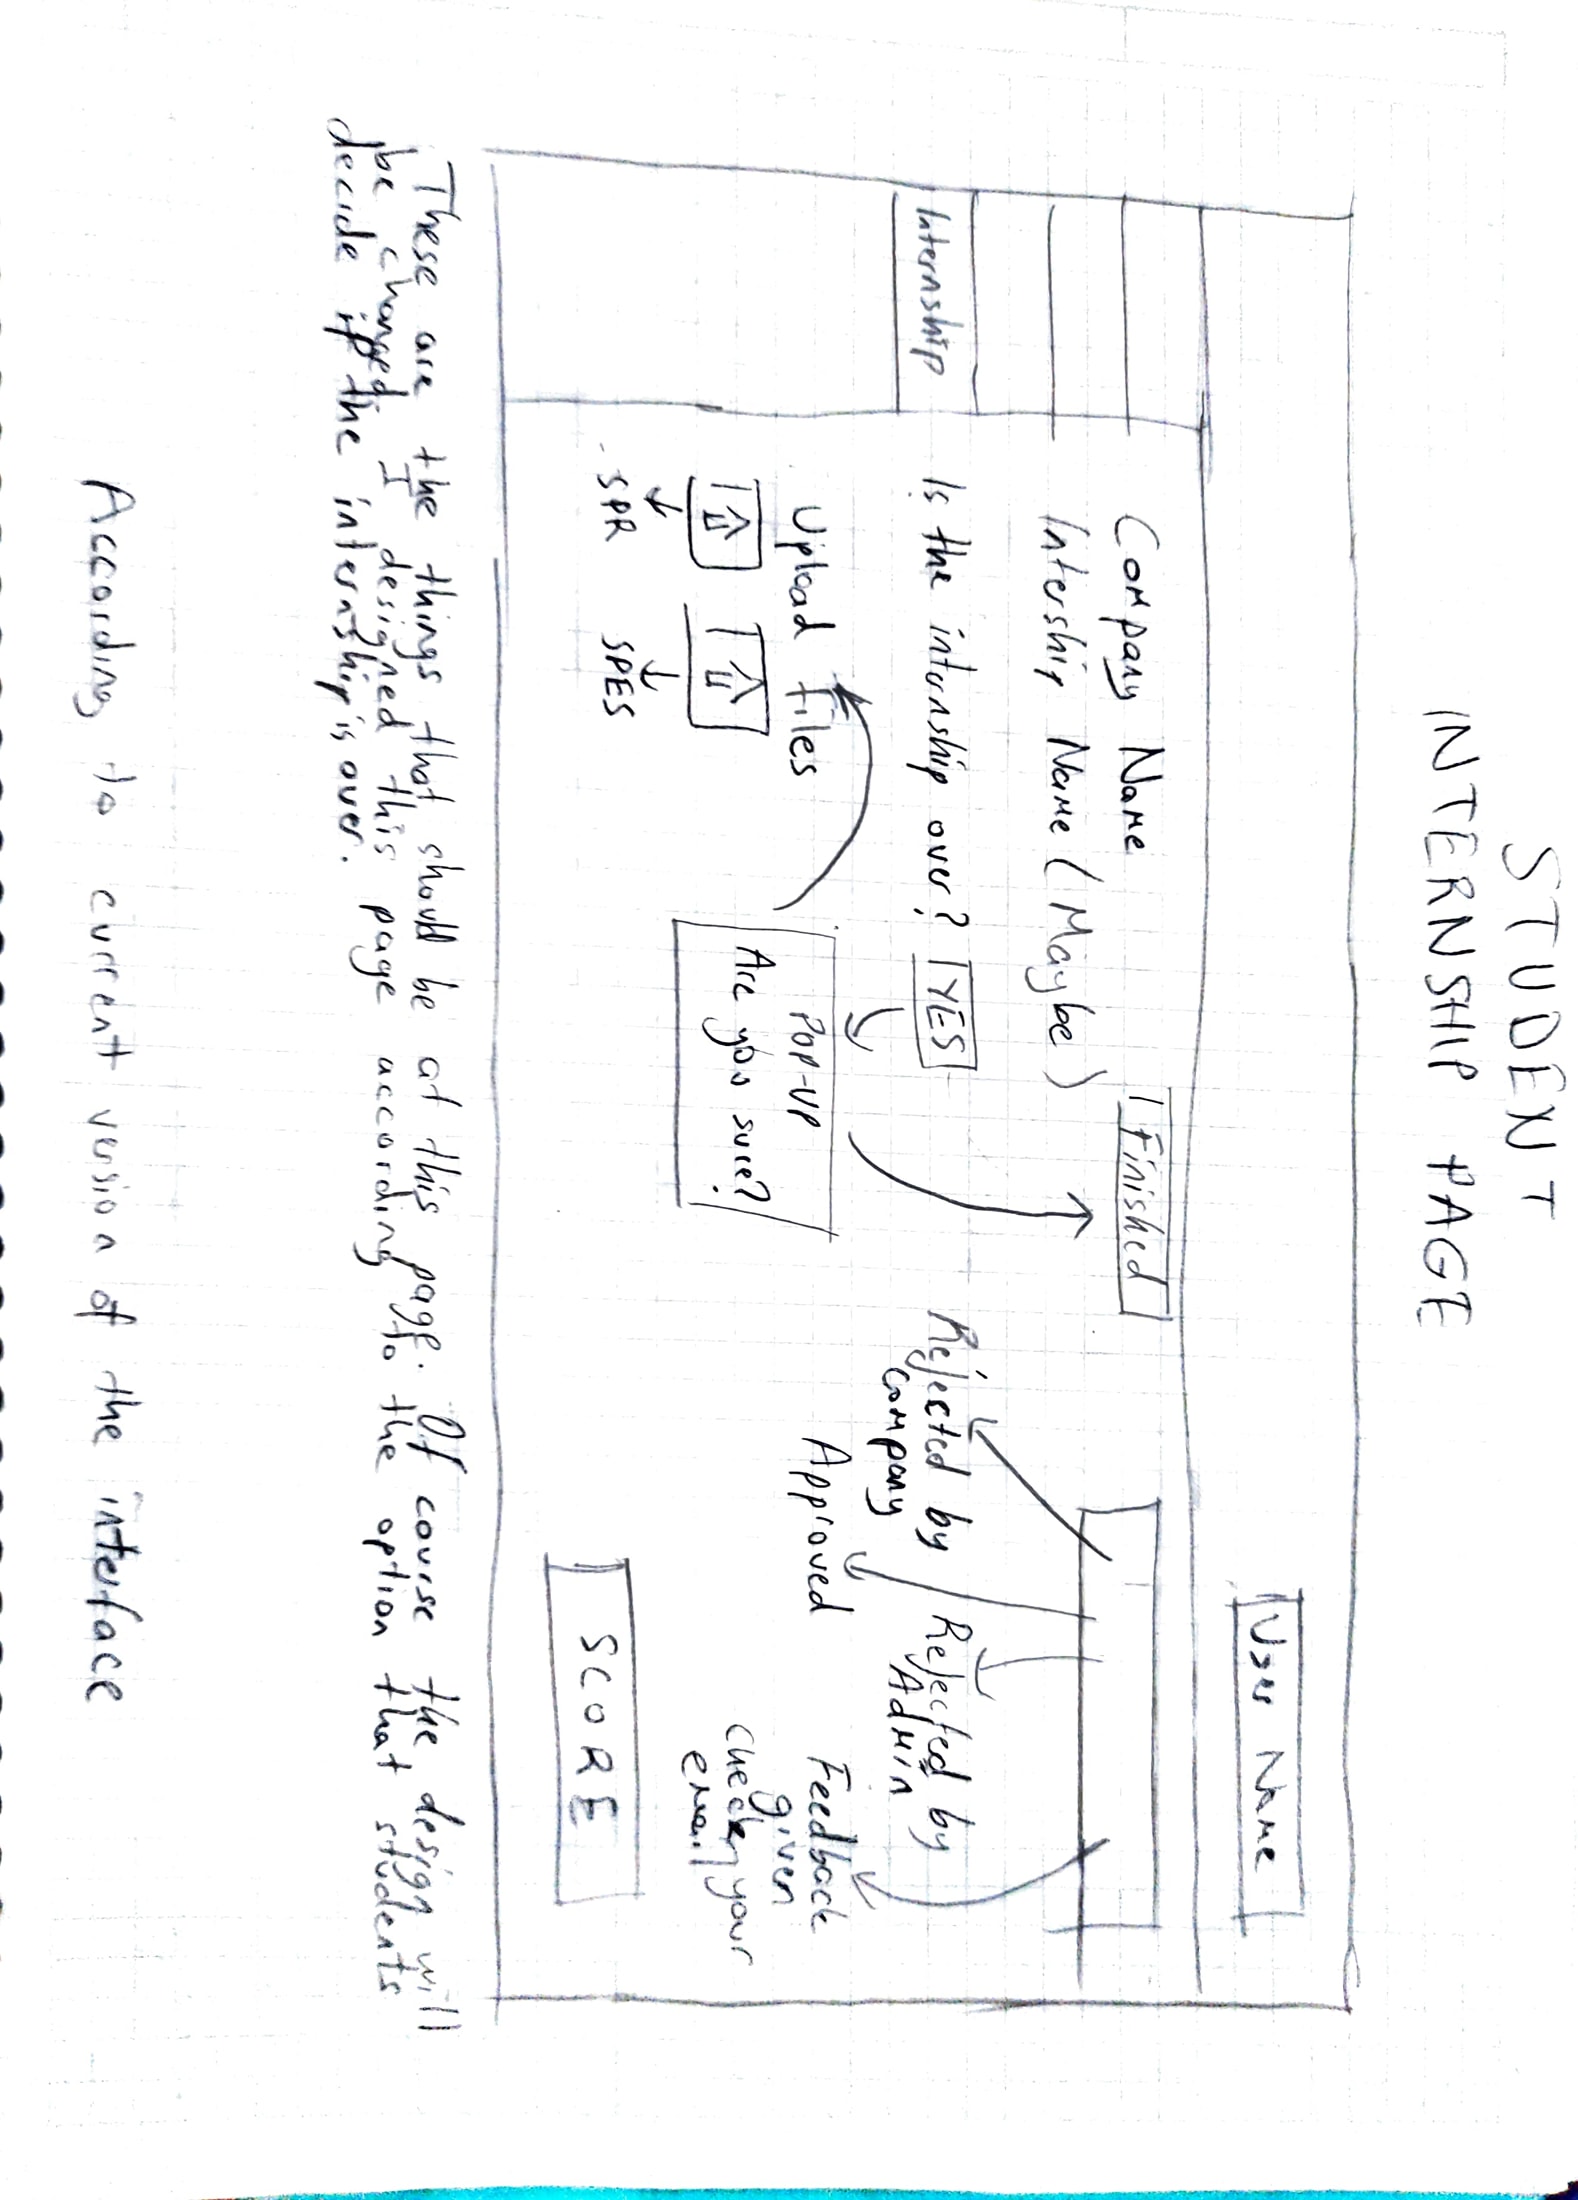 STUDENT
INTERNSHIP PAGE
User Name
Company Name
Finished
Intership Name (Maybe)
Internship
Is the internship over? YES
Rejected by
company
Rejected by
Admin
Approved
Feedback
given
check your
email
Upload files
POP-UP
Are you sure?
SPR
SPES
SCORE
These are the things that should be at this page. Of course the design will
be changed. I designed this page according to the option that students
decide if the internship is over.
According to current version of the interface